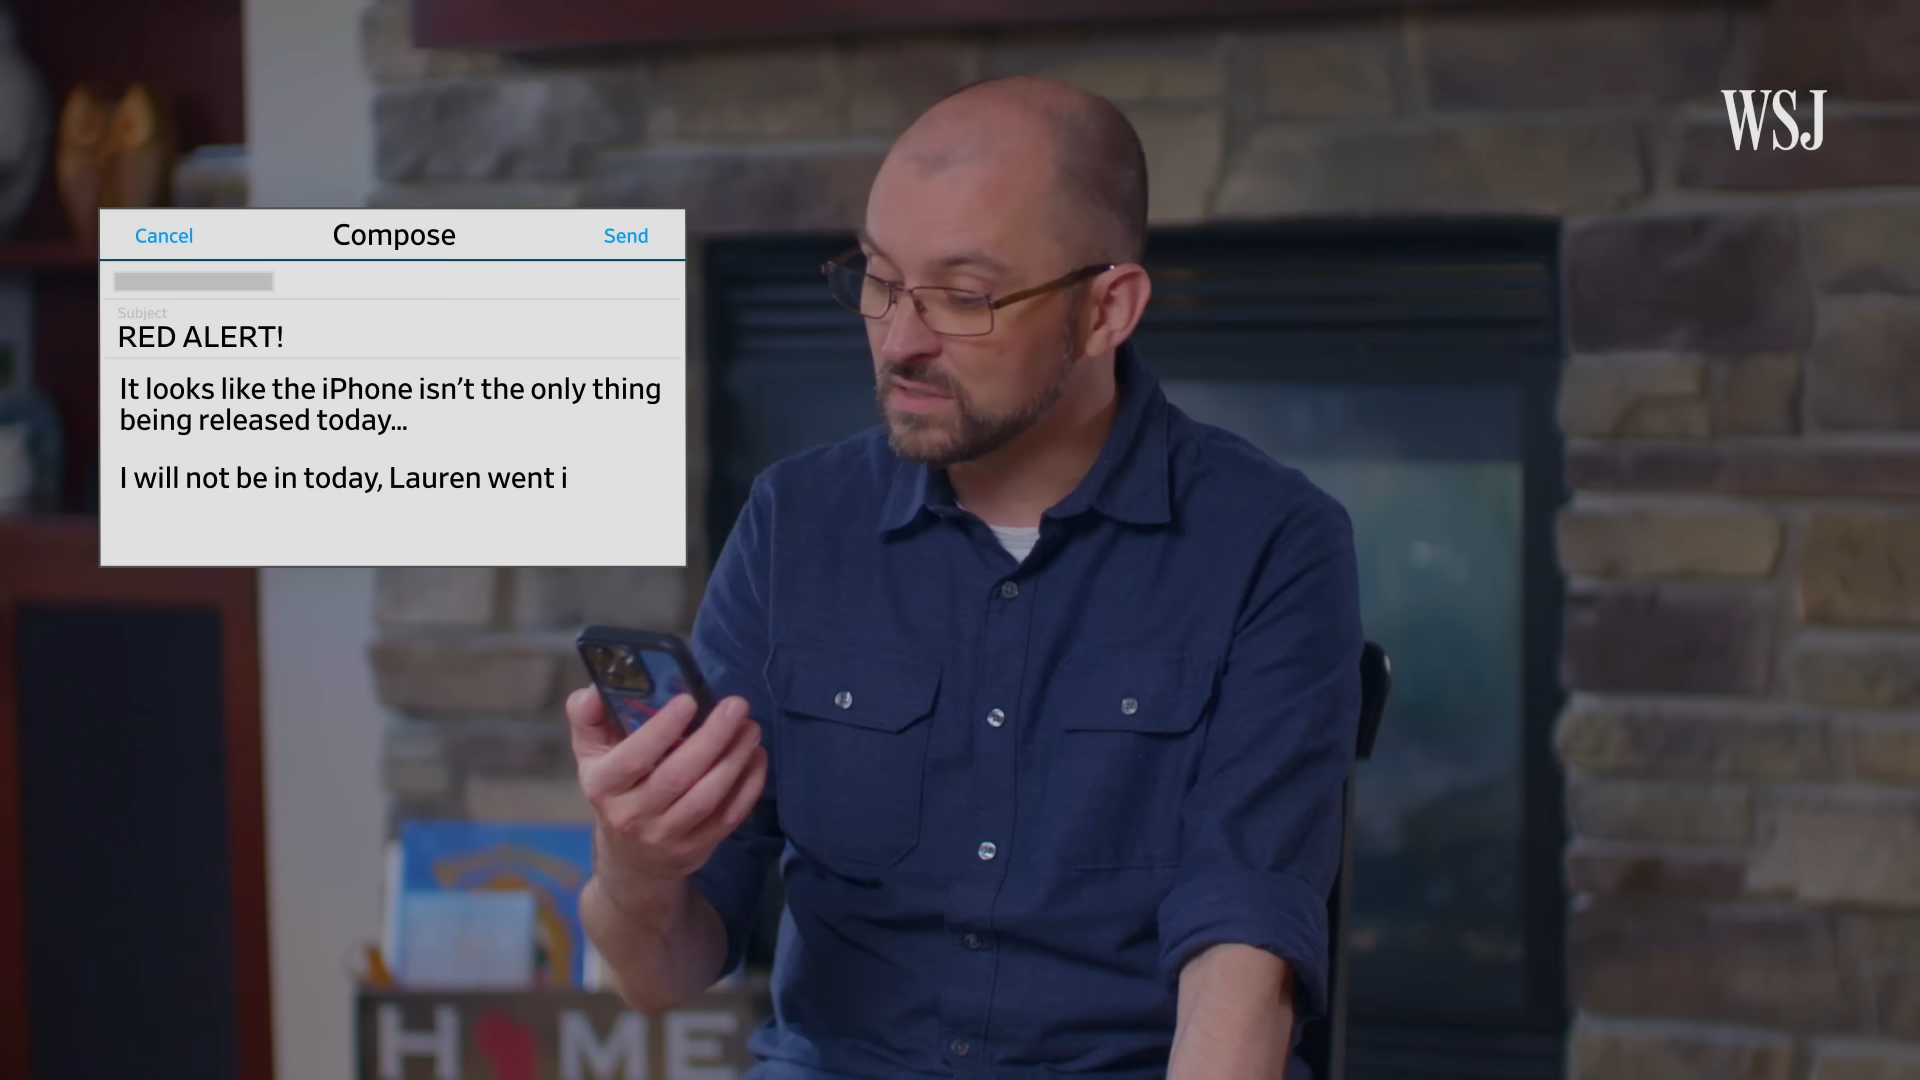 WSJ
Cancel Compose Send
Subject
RED ALERT!
It looks like the iPhone isn’t the only thing
being released today...
I will not be in today, Lauren went i
H ME